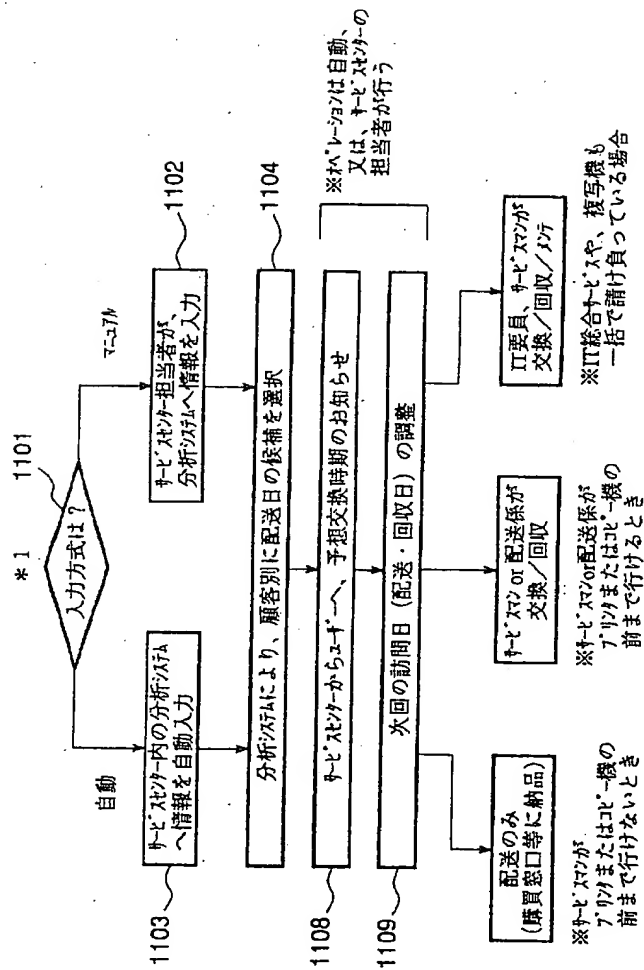 *1
1101
入力方式は?
自動
マニュアル
サービスセンター内の分析システム
へ情報を自動入力
1103
サービスセンター担当者が、
分析システムへ情報を入力
1102
分析システムにより、顧客別に配送日の候補を選択
1104
サービスセンターからユーザーへ、予想交換時期のお知らせ
1108
次回の訪問日(配送・回収日)の調整
1109
※オペレーションは自動、
又は、サービスセンターの
担当者が行う
配送のみ
(購買窓口等に納品)
※サービスマンが
プリンタまたはコピー機の
前まで行けないとき
サービスマンor配送係が
交換/回収
※サービスマンor配送係が
プリンタまたはコピー機の
前まで行けるとき
IT要員、サービスマンが
交換/回収/メンテ
※IT総合サービスや、複写機も
一括で請け負っている場合